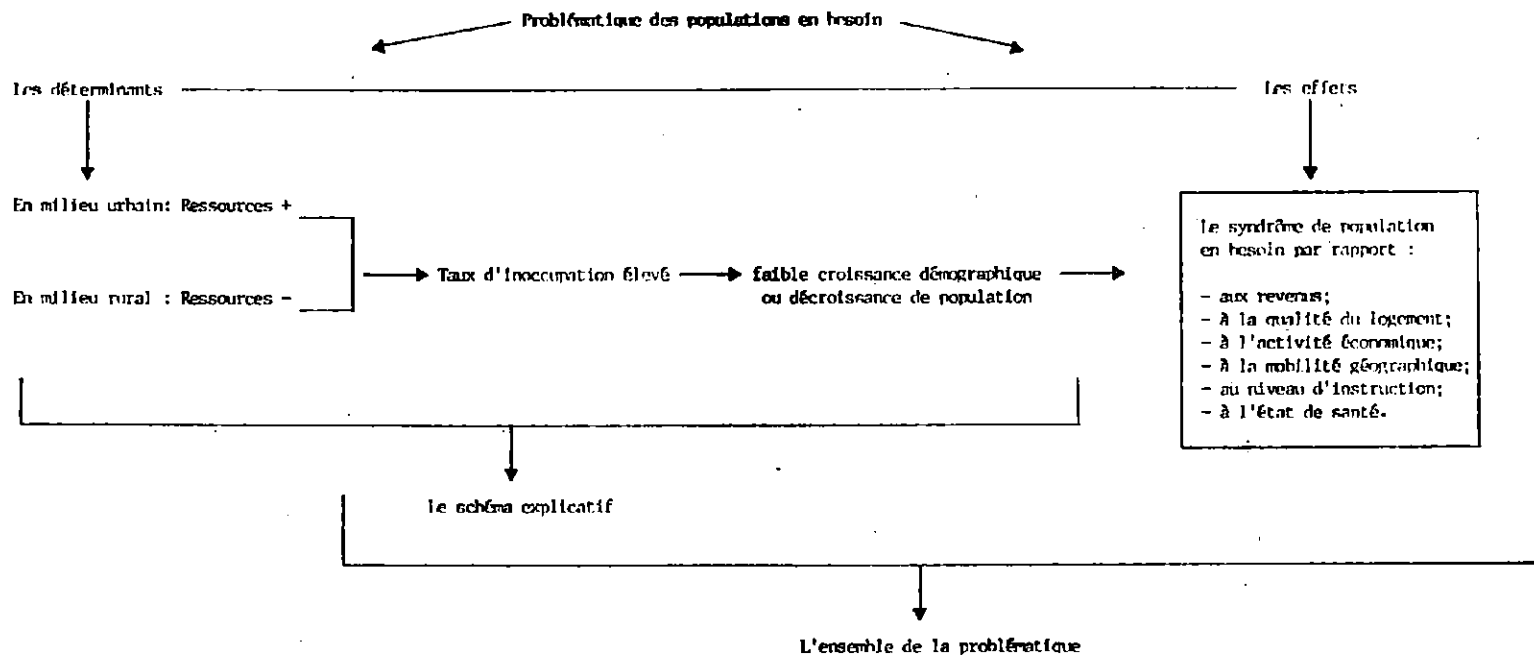 Problématique des populations en besoin
Les déterminants
Les effets
En milieu urbain: Ressources +
En milieu rural : Ressources -
Taux d'inoccupation élevé
faible croissance démographique
ou décroissance de population
le syndrôme de population
en besoin par rapport :
- aux revenus;
- à la qualité du logement;
- à l'activité économique;
- à la mobilité géographique;
- au niveau d'instruction;
- à l'état de santé.
le schéma explicatif
L'ensemble de la problématique